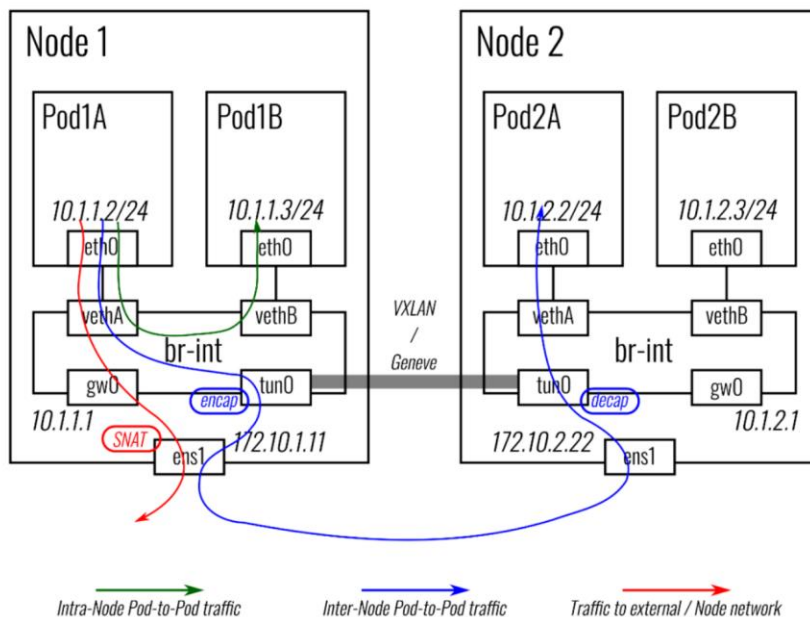 Node 1
Node 2
Pod1A
Pod1B
Pod2A
Pod2B
10.1.1.2/24
10.1.1.3/24
10.1.2.2/24
10.1.2.3/24
eth0
eth0
eth0
eth0
vethA
vethB
VXLAN
/
Geneve
vethA
vethB
br-int
br-int
gw0
encap
tun0
tun0
decap
gw0
10.1.1.1
10.1.2.1
SNAT
ens1
172.10.1.11
172.10.2.22
ens1
Intra-Node Pod-to-Pod traffic
Inter-Node Pod-to-Pod traffic
Traffic to external / Node network